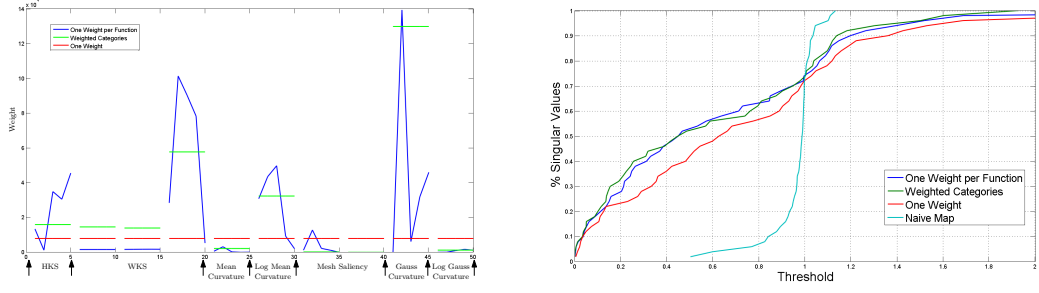 14 x 10
One Weight per Function
Weighted Categories
One Weight
12
10
8
6
4
2
Weight
0 5 10 15 20 25 30 35 40 45 50
HKS WKS Mean Curvature Log Mean Curvature Mesh Saliency Gauss Curvature Log Gauss Curvature
1
0.9
0.8
0.7
0.6
0.5
0.4
0.3
0.2
0.1
0
% Singular Values
One Weight per Function
Weighted Categories
One Weight
Naive Map
0 0.2 0.4 0.6 0.8 1.0 1.2 1.4 1.6 1.8 2
Threshold